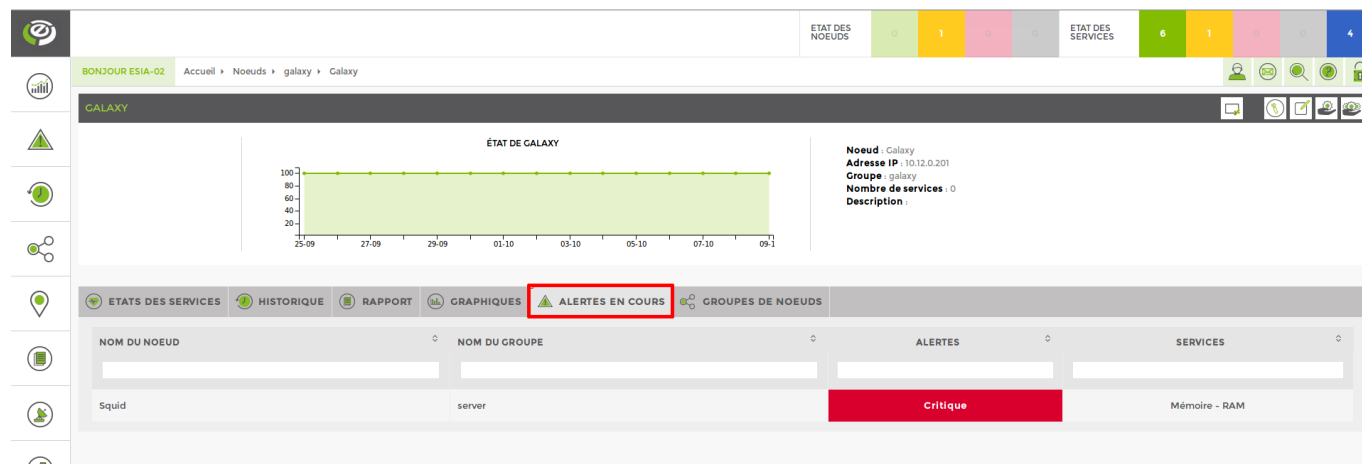 ETAT DES NOEUDS
0 1 0 0
ETAT DES SERVICES
6 1 0 0 4
BONJOUR ESIA-02 Accueil Noeuds galaxy Galaxy
GALAXY
ÉTAT DE GALAXY
100
80
60
40
20
25-09 27-09 29-09 01-10 03-10 05-10 07-10 09-1
Noeud : Galaxy
Adresse IP : 10.12.0.201
Groupe : galaxy
Nombre de services : 0
Description :
ETATS DES SERVICES HISTORIQUE RAPPORT GRAPHIQUES ALERTES EN COURS GROUPES DE NOEUDS
NOM DU NOEUD NOM DU GROUPE ALERTES SERVICES
Squid server Critique Mémoire - RAM